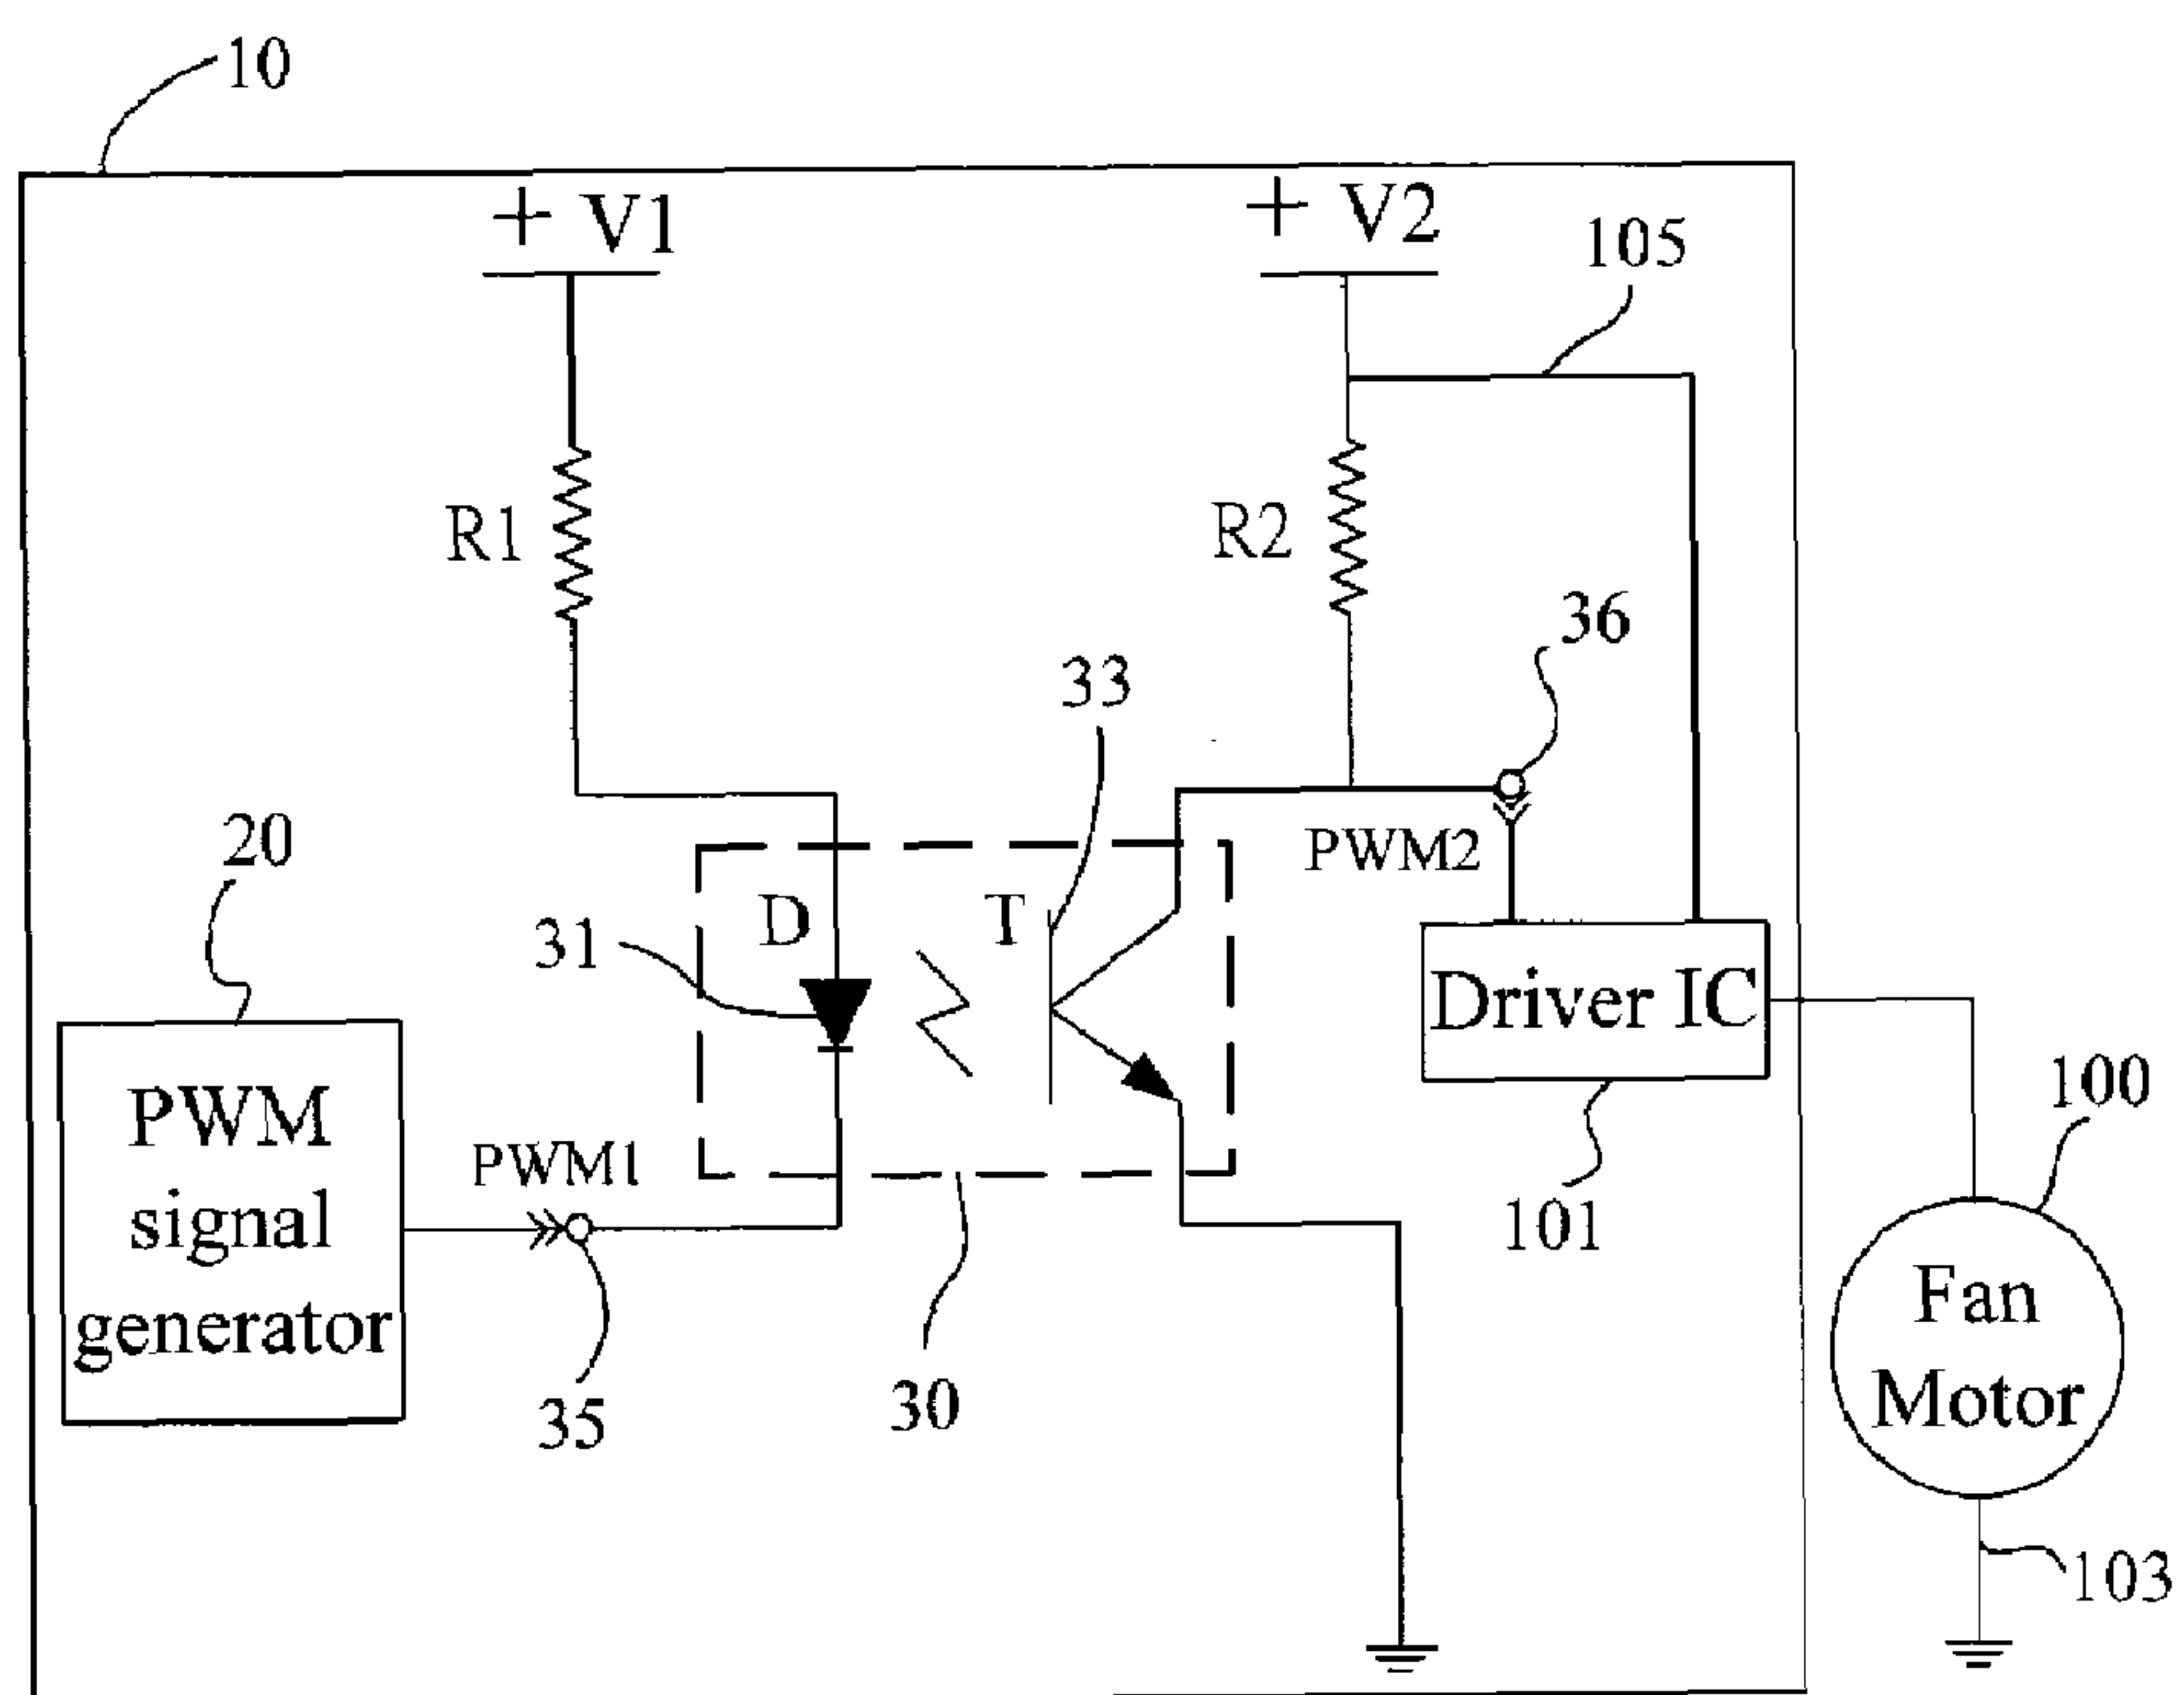 10
+ V1
+ V2
105
R1
R2
36
33
20
PWM2
D
T
31
Driver IC
PWM
signal
generator
PWM1
100
101
Fan
Motor
35
30
103